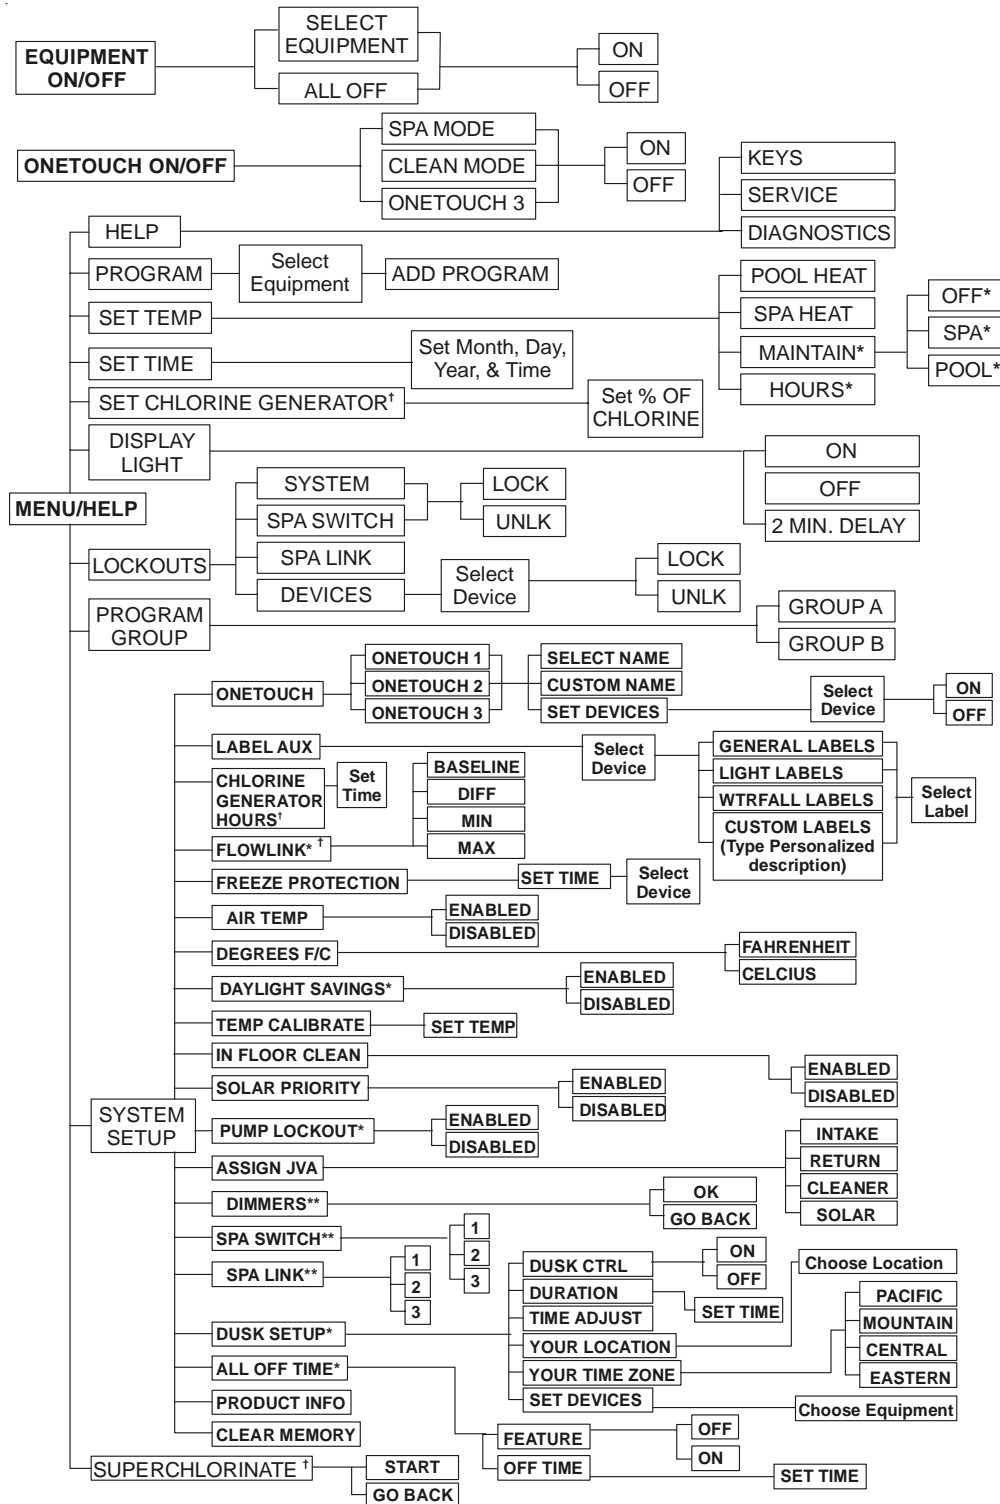 EQUIPMENT
ON/OFF
SELECT
EQUIPMENT
ALL OFF
ON
OFF
ONETOUCH ON/OFF
SPA MODE
CLEAN MODE
ONETOUCH 3
ON
OFF
MENU/HELP
HELP
KEYS
SERVICE
DIAGNOSTICS
PROGRAM
Select
Equipment
ADD PROGRAM
SET TEMP
POOL HEAT
SPA HEAT
MAINTAIN*
HOURS*
OFF*
SPA*
POOL*
SET TIME
Set Month, Day,
Year, & Time
SET CHLORINE GENERATOR†
Set % OF
CHLORINE
DISPLAY
LIGHT
ON
OFF
2 MIN. DELAY
LOCKOUTS
SYSTEM
SPA SWITCH
SPA LINK
DEVICES
LOCK
UNLK
Select
Device
LOCK
UNLK
PROGRAM
GROUP
GROUP A
GROUP B
SYSTEM
SETUP
ONETOUCH
ONETOUCH 1
ONETOUCH 2
ONETOUCH 3
SELECT NAME
CUSTOM NAME
SET DEVICES
Select
Device
ON
OFF
LABEL AUX
Select
Device
GENERAL LABELS
LIGHT LABELS
WTRFALL LABELS
CUSTOM LABELS
(Type Personalized
description)
Select
Label
CHLORINE
GENERATOR
HOURS†
Set
Time
FLOWLINK* †
BASELINE
DIFF
MIN
MAX
FREEZE PROTECTION
SET TIME
Select
Device
AIR TEMP
ENABLED
DISABLED
DEGREES F/C
FAHRENHEIT
CELCIUS
DAYLIGHT SAVINGS*
ENABLED
DISABLED
TEMP CALIBRATE
SET TEMP
IN FLOOR CLEAN
ENABLED
DISABLED
SOLAR PRIORITY
ENABLED
DISABLED
PUMP LOCKOUT*
ENABLED
DISABLED
ASSIGN JVA
INTAKE
RETURN
CLEANER
SOLAR
DIMMERS**
OK
GO BACK
SPA SWITCH**
1
2
3
SPA LINK**
1
2
3
DUSK SETUP*
DUSK CTRL
ON
OFF
DURATION
SET TIME
TIME ADJUST
YOUR LOCATION
Choose Location
YOUR TIME ZONE
PACIFIC
MOUNTAIN
CENTRAL
EASTERN
SET DEVICES
Choose Equipment
ALL OFF TIME*
FEATURE
OFF
ON
OFF TIME
SET TIME
PRODUCT INFO
CLEAR MEMORY
SUPERCHLORINATE †
START
GO BACK